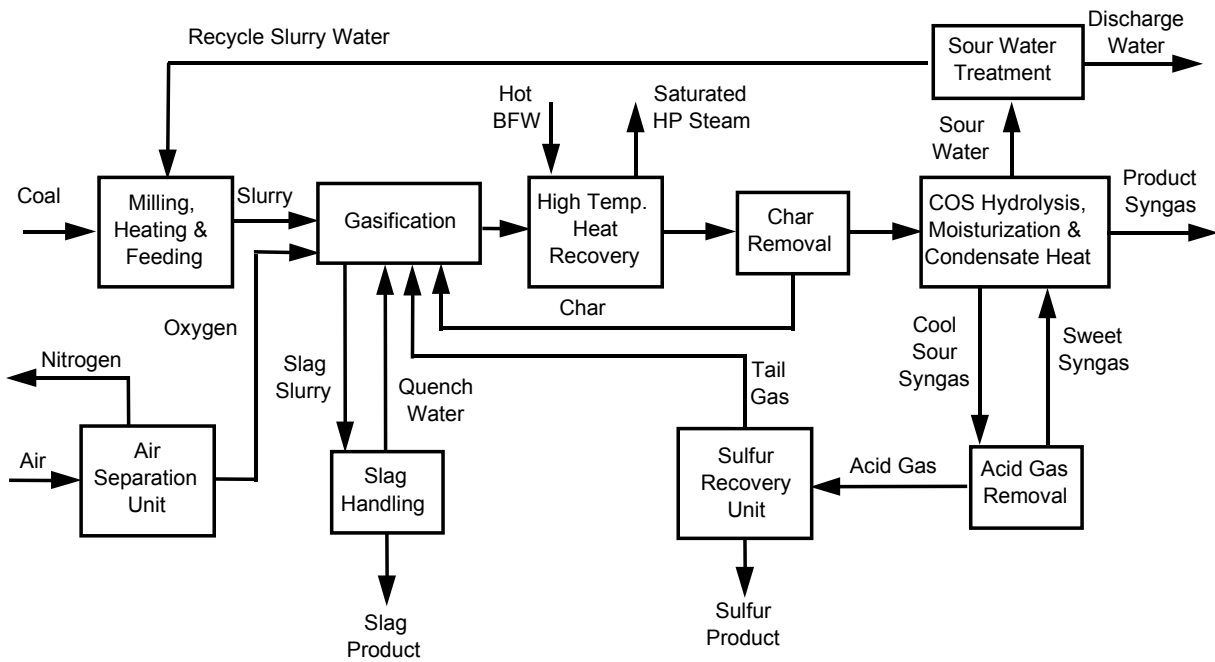 Recycle Slurry Water
Sour Water
Treatment
Discharge
Water
Hot
BFW
Saturated
HP Steam
Sour
Water
Coal
Milling,
Heating &
Feeding
Slurry
Gasification
High Temp.
Heat
Recovery
Char
Removal
COS Hydrolysis,
Moisturization &
Condensate Heat
Product
Syngas
Oxygen
Char
Nitrogen
Slag
Slurry
Quench
Water
Tail
Gas
Cool
Sour
Syngas
Sweet
Syngas
Air
Air
Separation
Unit
Slag
Handling
Sulfur
Recovery
Unit
Acid Gas
Acid Gas
Removal
Slag
Product
Sulfur
Product